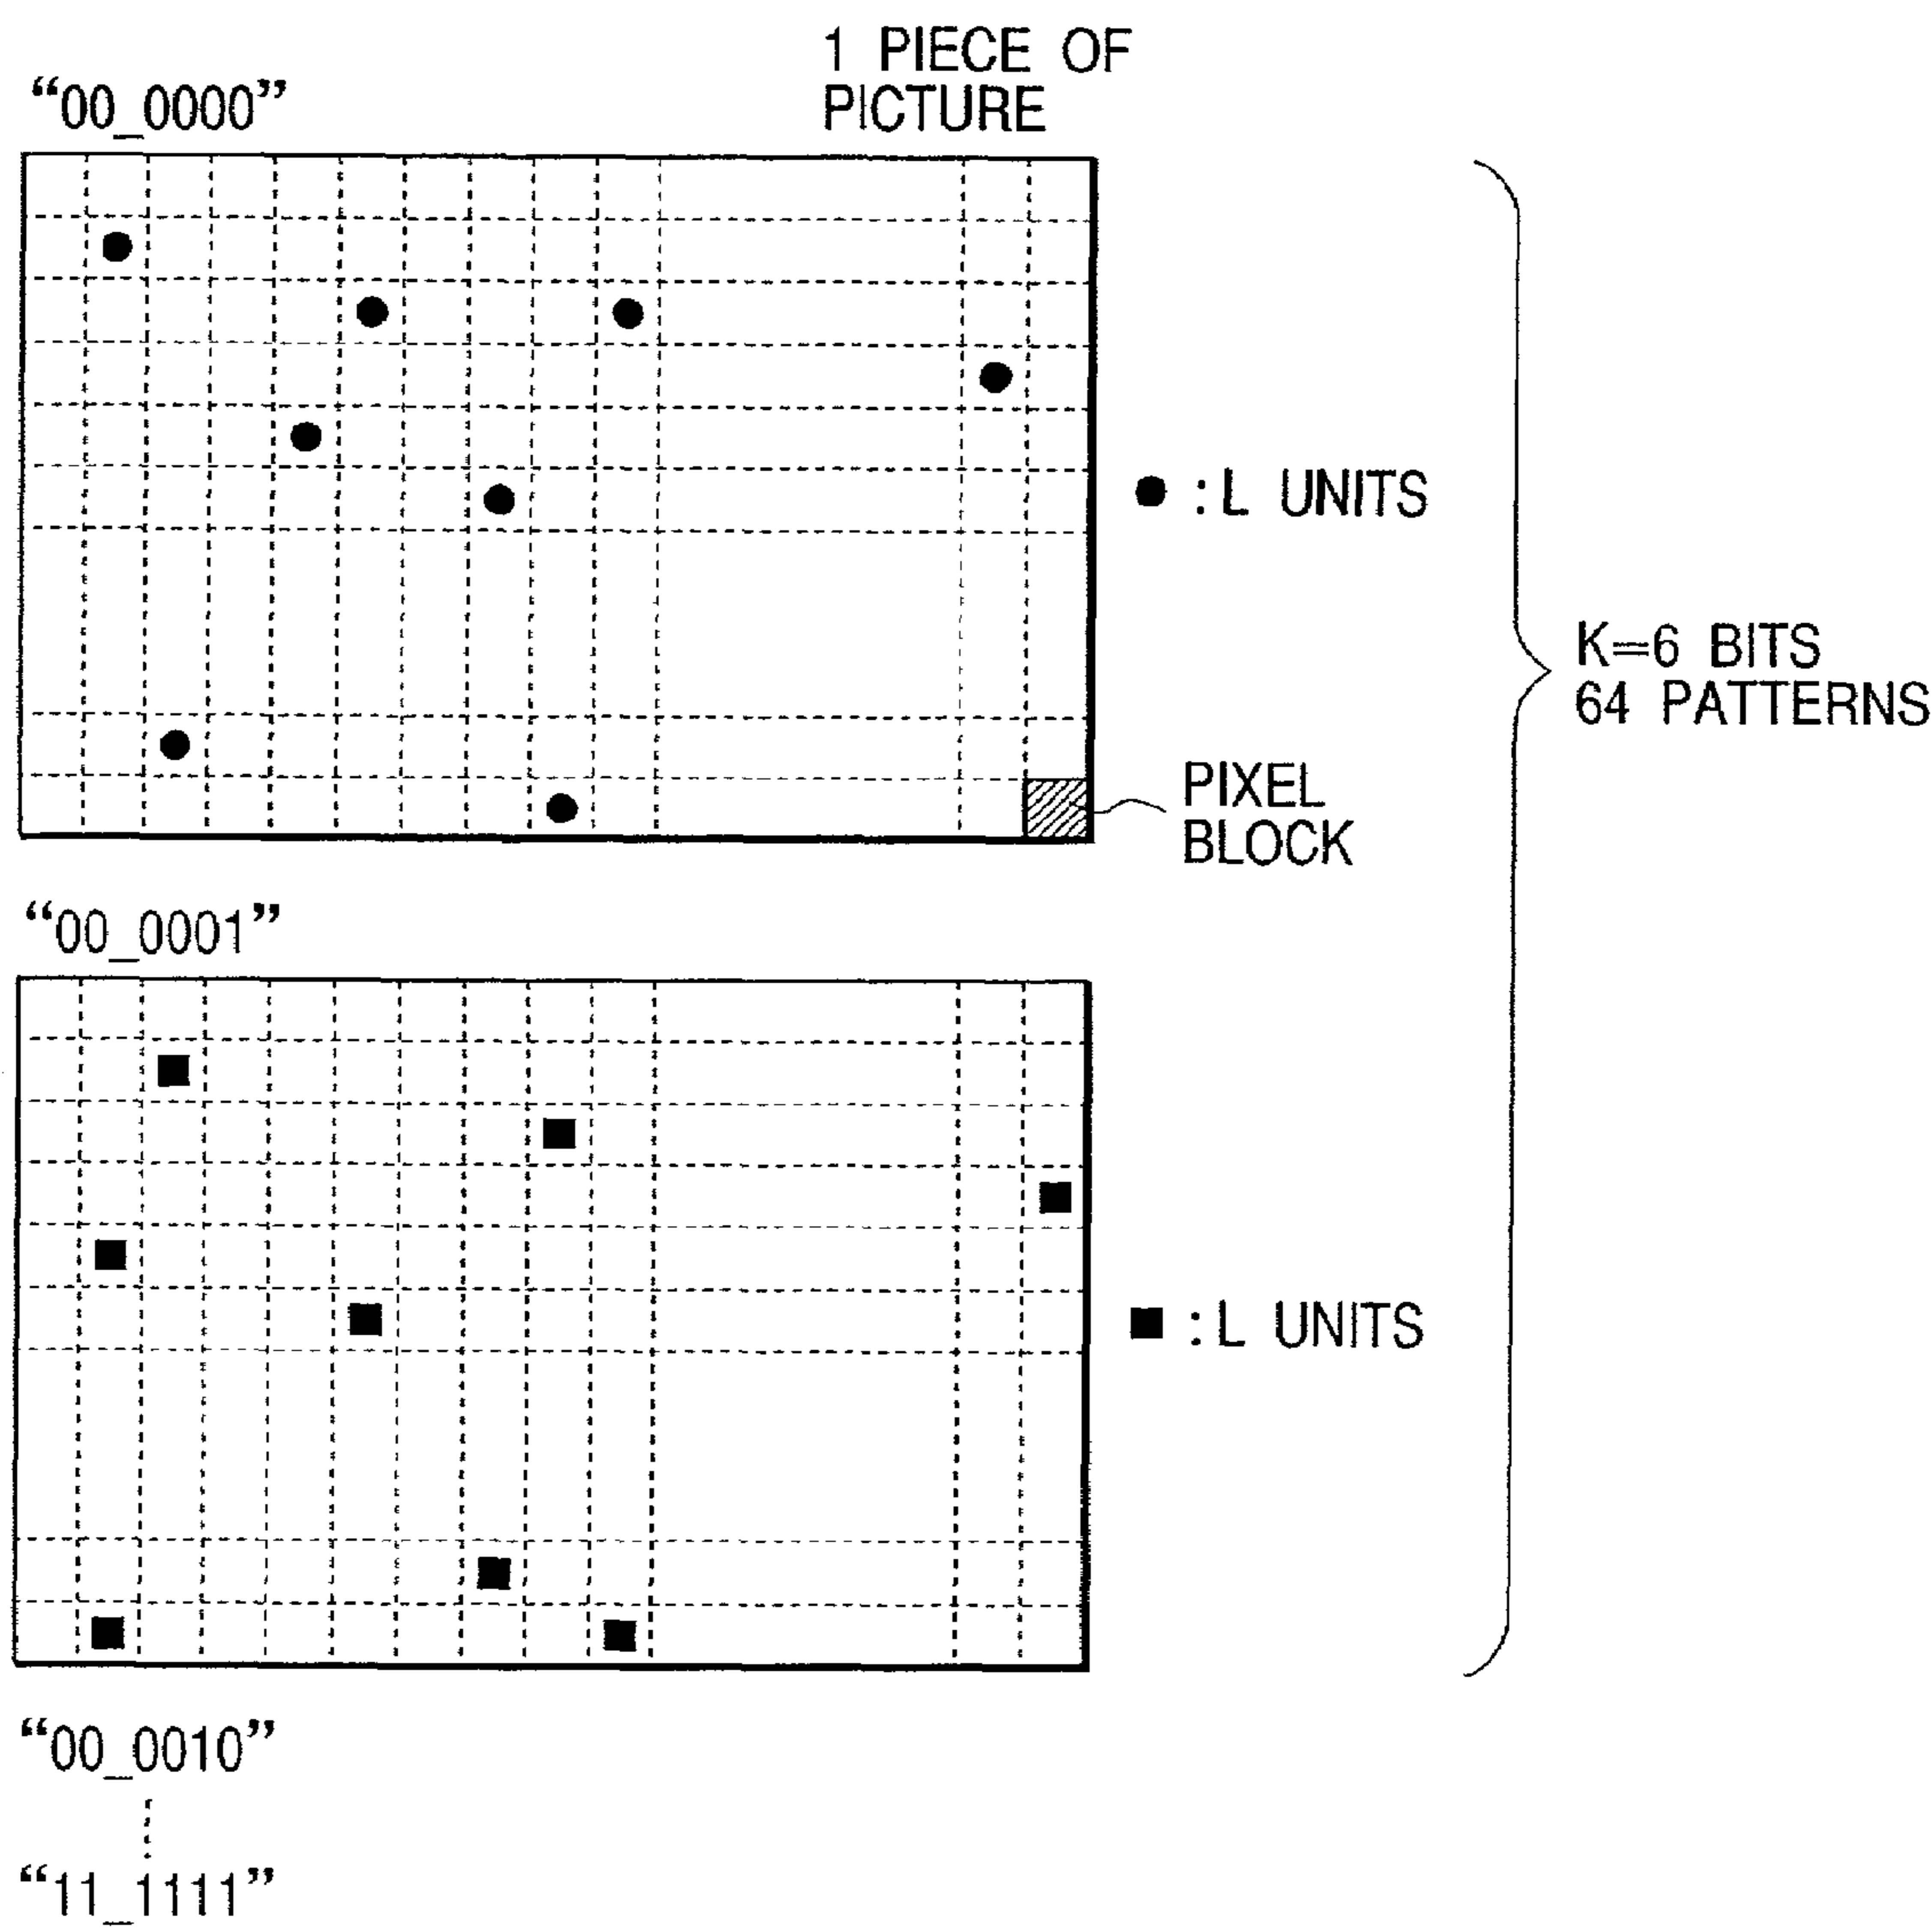 1 PIECE OF
PICTURE
“00_0000”
● : L UNITS
K=6 BITS
64 PATTERNS
PIXEL
BLOCK
“00_0001”
■ : L UNITS
“00_0010”
“11_1111”